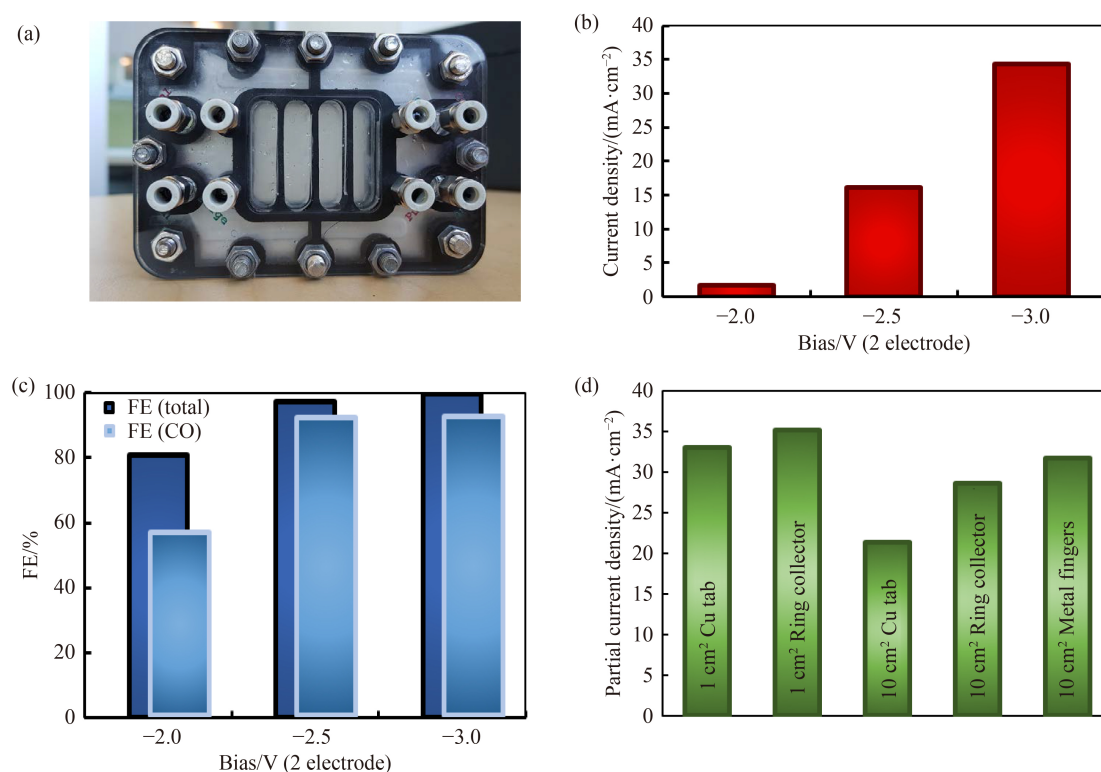 (a)
(b)
Current density/(mA·cm⁻²)
40
35
30
25
20
15
10
5
0
−2.0
−2.5
−3.0
Bias/V (2 electrode)
(c)
FE/%
100
80
60
40
20
0
FE (total)
FE (CO)
−2.0
−2.5
−3.0
Bias/V (2 electrode)
(d)
Partial current density/(mA·cm⁻²)
40
35
30
25
20
15
10
5
0
1 cm² Cu tab
1 cm² Ring collector
10 cm² Cu tab
10 cm² Ring collector
10 cm² Metal fingers